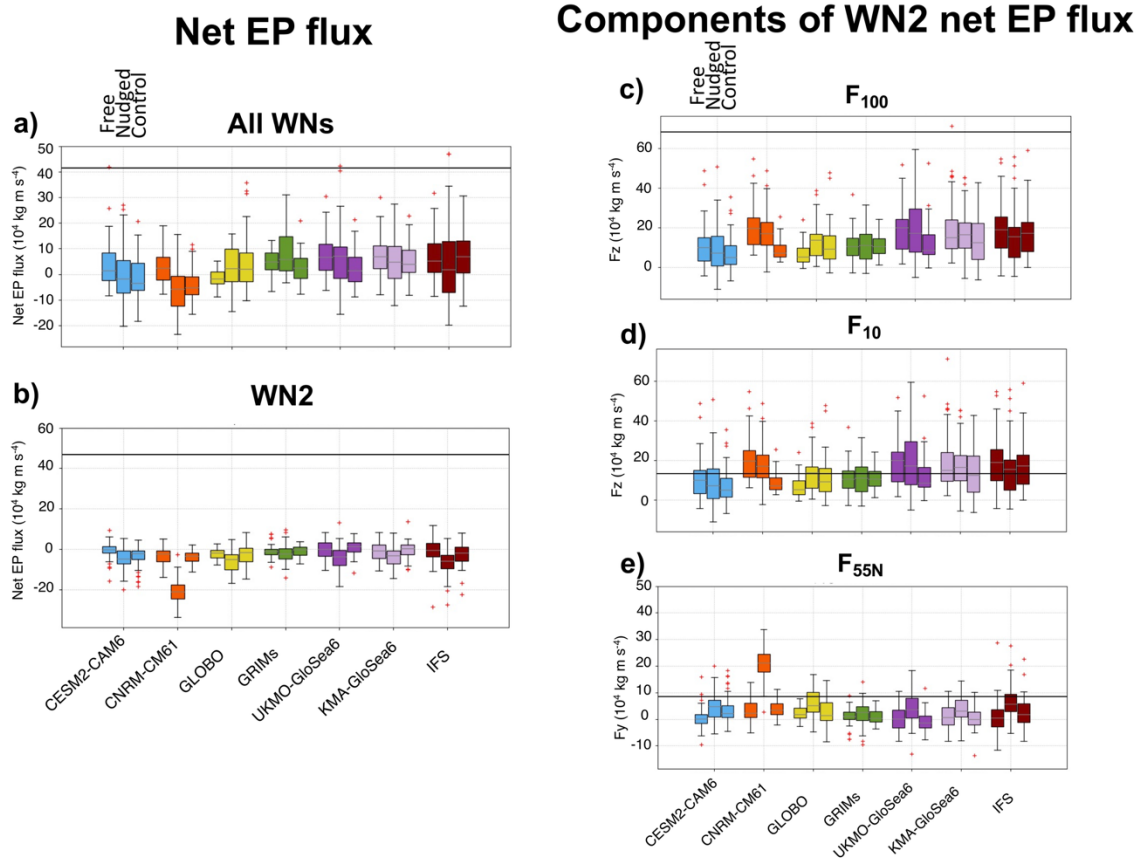 Net EP flux
Components of WN2 net EP flux
Free
Nudged
Control
a)
All WNs
Net EP flux (10⁴ kg m s⁻⁴)
50
40
30
20
10
0
-10
-20
b)
WN2
Net EP flux (10⁴ kg m s⁻⁴)
60
40
20
0
-20
CESM2-CAM6
CNRM-CM61
GLOBO
GRIMs
UKMO-GloSea6
KMA-GloSea6
IFS
Free
Nudged
Control
c)
F₁₀₀
Fz (10⁴ kg m s⁻⁴)
60
40
20
0
d)
F₁₀
Fz (10⁴ kg m s⁻⁴)
60
40
20
0
e)
F₅₅N
Fy (10⁴ kg m s⁻⁴)
50
40
30
20
10
0
-10
CESM2-CAM6
CNRM-CM61
GLOBO
GRIMs
UKMO-GloSea6
KMA-GloSea6
IFS